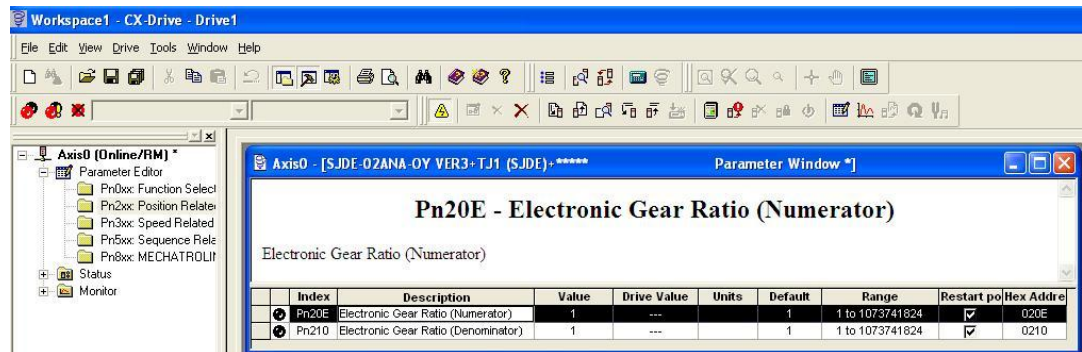 Workspace1 - CX-Drive - Drive1
File Edit View Drive Tools Window Help
Axis0 (Online/RM) *
Parameter Editor
Pn0xx: Function Select
Pn2xx: Position Relate
Pn3xx: Speed Related
Pn5xx: Sequence Rela
Pn8xx: MECHATROLIN
Status
Monitor
Axis0 - [SJDE-02ANA-OY VER3+TJ1 (SJDE)+***** Parameter Window *]
Pn20E - Electronic Gear Ratio (Numerator)
Electronic Gear Ratio (Numerator)
Index Description Value Drive Value Units Default Range Restart po Hex Addre
Pn20E Electronic Gear Ratio (Numerator) 1 --- 1 1 to 1073741824 020E
Pn210 Electronic Gear Ratio (Denominator) 1 --- 1 1 to 1073741824 0210